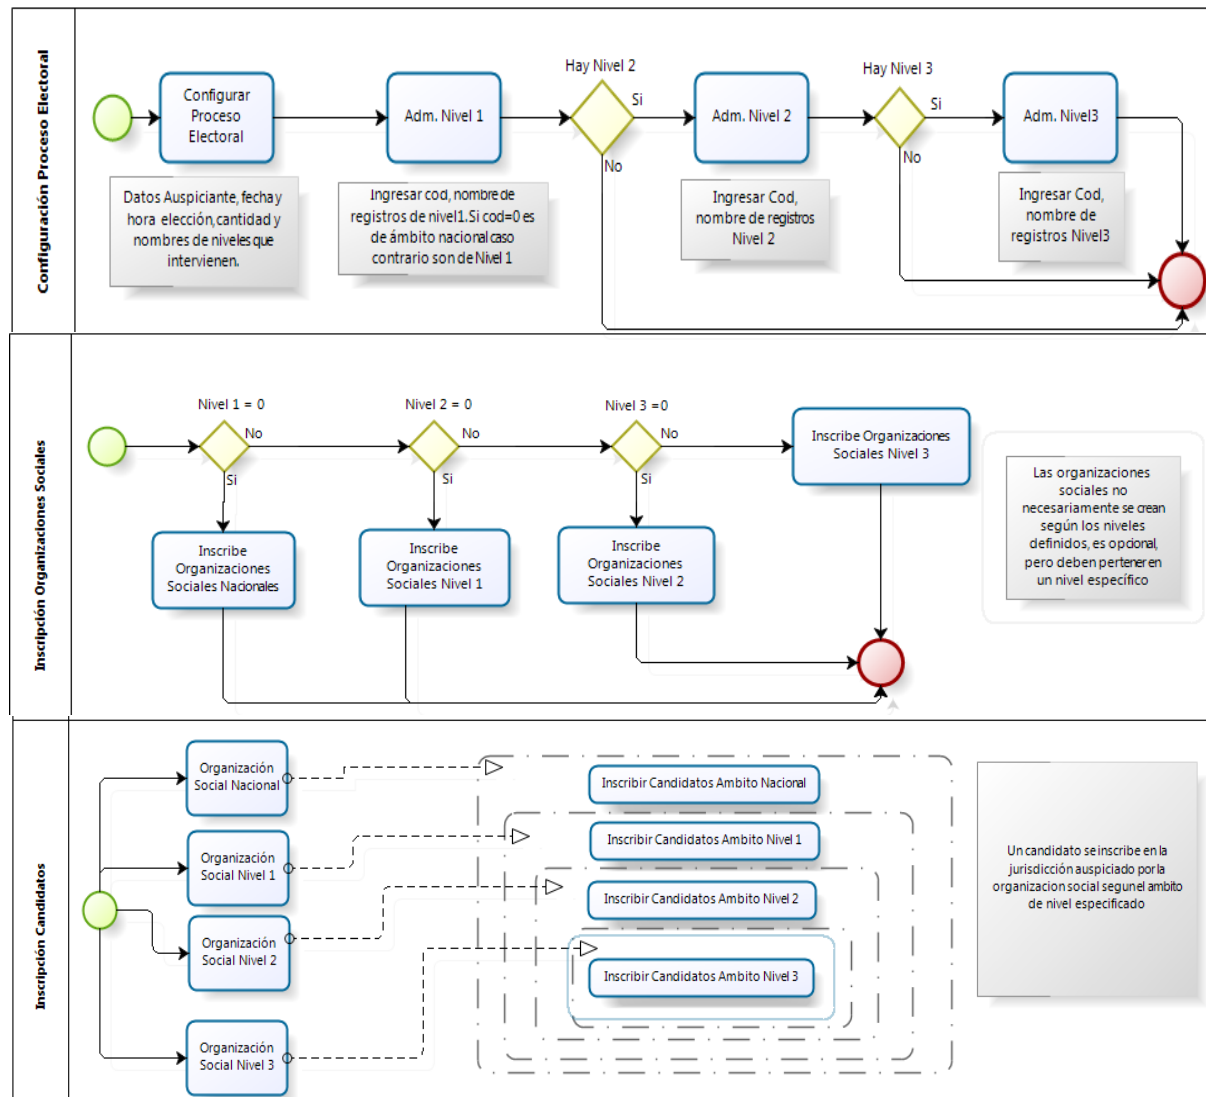 Configuración Proceso Electoral
Hay Nivel 2
Hay Nivel 3
Configurar
Proceso
Electoral
Adm. Nivel 1
Si
Adm. Nivel 2
Si
Adm. Nivel3
No
No
Datos Auspiciante, fecha y
hora elección,cantidad y
nombres de niveles que
intervienen.
Ingresar cod, nombre de
registros de nivel1.Si cod=0 es
de ámbito nacional caso
contrario son de Nivel 1
Ingresar Cod,
nombre de registros
Nivel 2
Ingresar Cod,
nombre de
registros Nivel3
Inscripción Organizaciones Sociales
Nivel 1 = 0
Nivel 2 = 0
Nivel 3 =0
No
No
No
Si
Si
Si
Inscribe Organizaciones
Sociales Nivel 3
Inscribe
Organizaciones
Sociales Nacionales
Inscribe
Organizaciones
Sociales Nivel 1
Inscribe
Organizaciones
Sociales Nivel 2
Las organizaciones
sociales no
necesariamente se crean
según los niveles
definidos, es opcional,
pero deben pertener en
un nivel específico
Inscripción Candidatos
Organización
Social Nacional
Organización
Social Nivel 1
Organización
Social Nivel 2
Organización
Social Nivel 3
Inscribir Candidatos Ambito Nacional
Inscribir Candidatos Ambito Nivel 1
Inscribir Candidatos Ambito Nivel 2
Inscribir Candidatos Ambito Nivel 3
Un candidato se inscribe en la
jurisdicción auspiciado por la
organizacion social segun el ambito
de nivel especificado